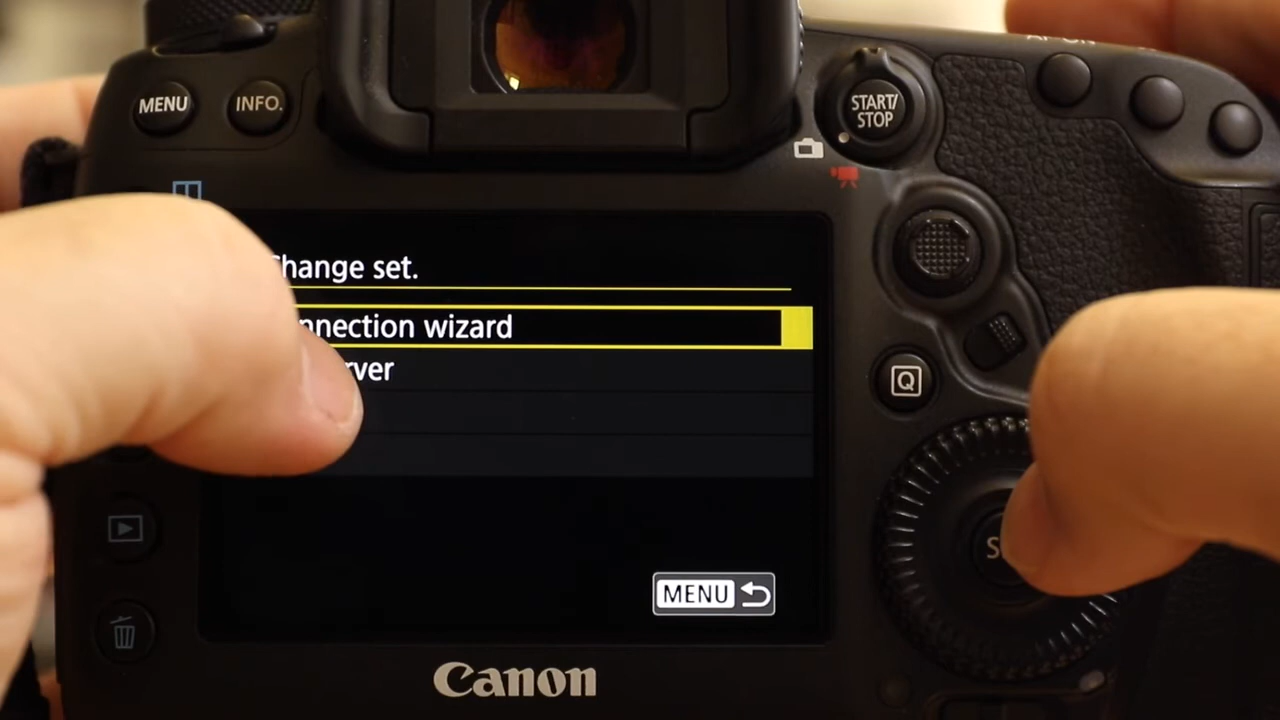 MENU
INFO.
START/
STOP
hange set.
nnection wizard
rver
Q
MENU
Canon